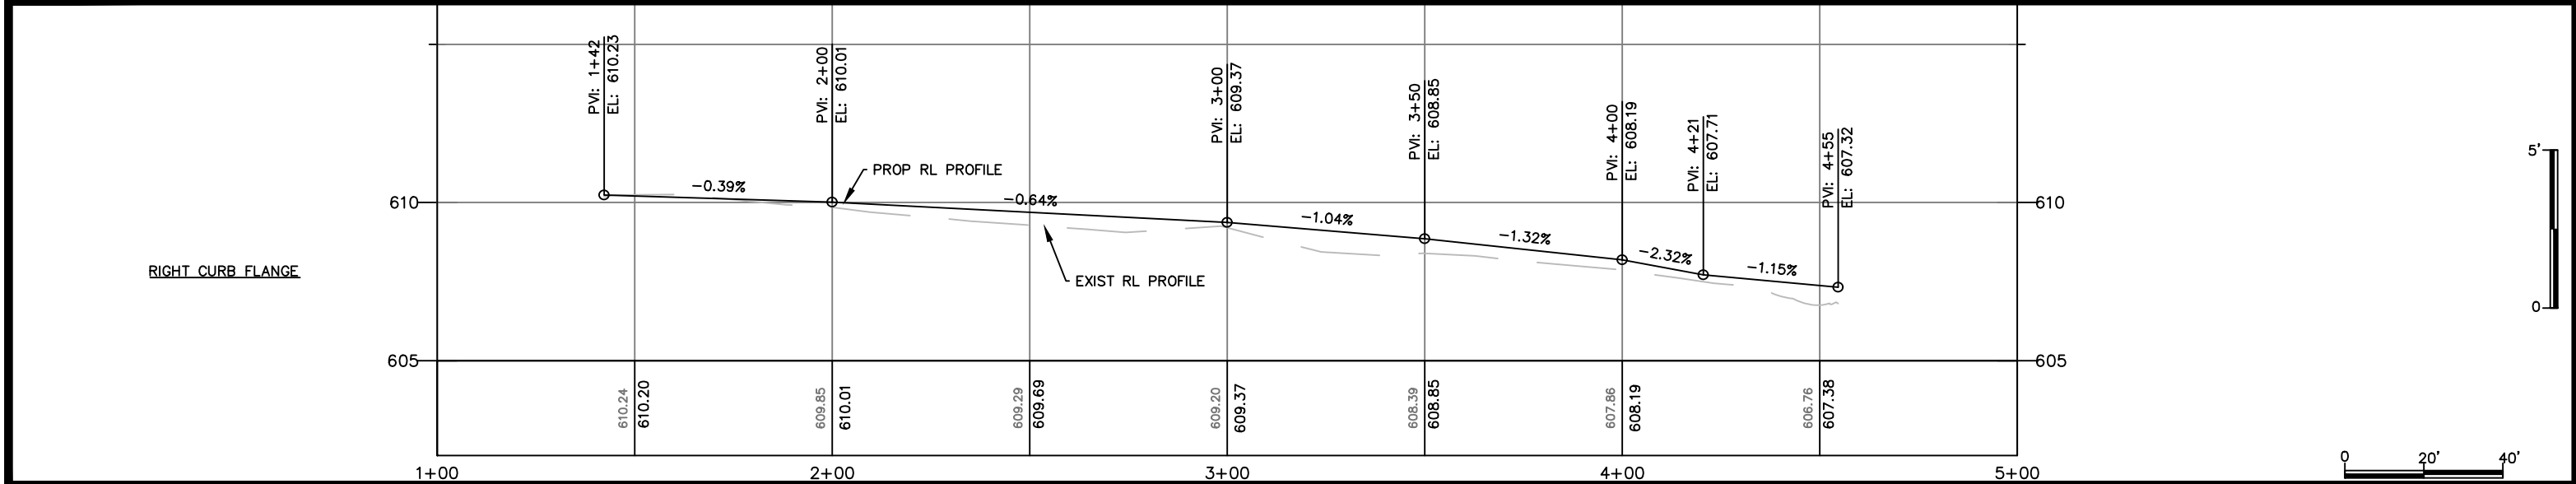 PVI: 1+42
EL: 610.23
PVI: 2+00
EL: 610.01
PVI: 3+00
EL: 609.37
PVI: 3+50
EL: 608.85
PVI: 4+00
EL: 608.19
PVI: 4+21
EL: 607.71
PVI: 4+55
EL: 607.32
PROP RL PROFILE
-0.39%
-0.64%
-1.04%
-1.32%
-2.32%
-1.15%
610
610
RIGHT CURB FLANGE
EXIST RL PROFILE
5'
0
605
605
610.24
610.20
609.85
610.01
609.29
609.69
609.20
609.37
608.39
608.85
607.86
608.19
606.76
607.38
1+00
2+00
3+00
4+00
5+00
0
20'
40'